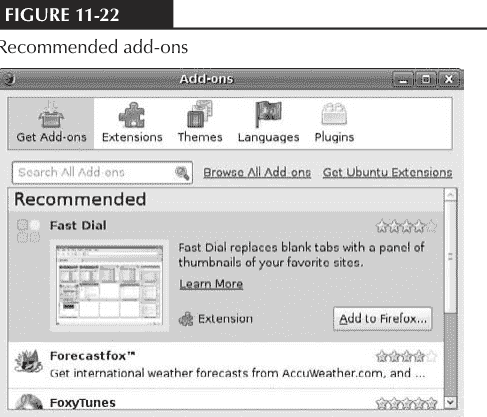 FIGURE 11-22
Recommended add-ons
Add-ons
Get Add-ons Extensions Themes Languages Plugins
Search All Add-ons Browse All Add-ons Get Ubuntu Extensions
Recommended
Fast Dial
Fast Dial replaces blank tabs with a panel of
thumbnails of your favorite sites.
Learn More
Extension Add to Firefox...
Forecastfox™
Get international weather forecasts from AccuWeather.com, and ...
FoxyTunes